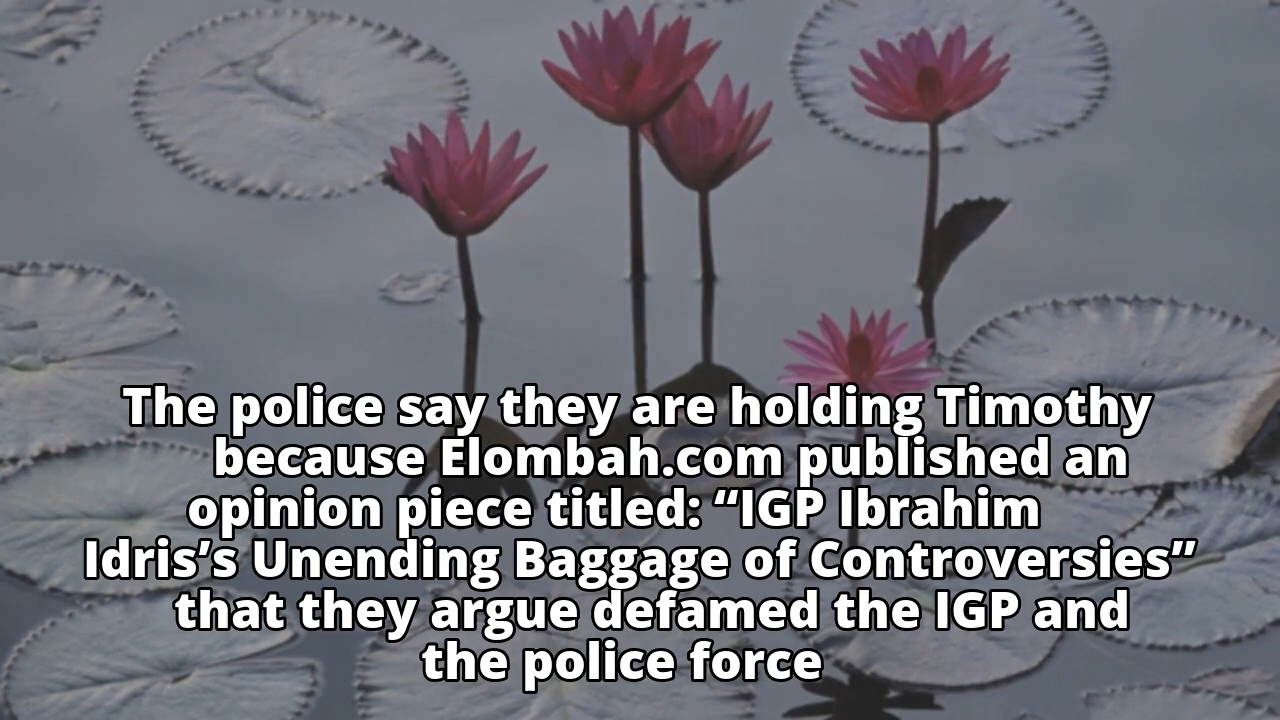 The police say they are holding Timothy
because Elombah.com published an
opinion piece titled: “IGP Ibrahim
Idris’s Unending Baggage of Controversies”
that they argue defamed the IGP and
the police force